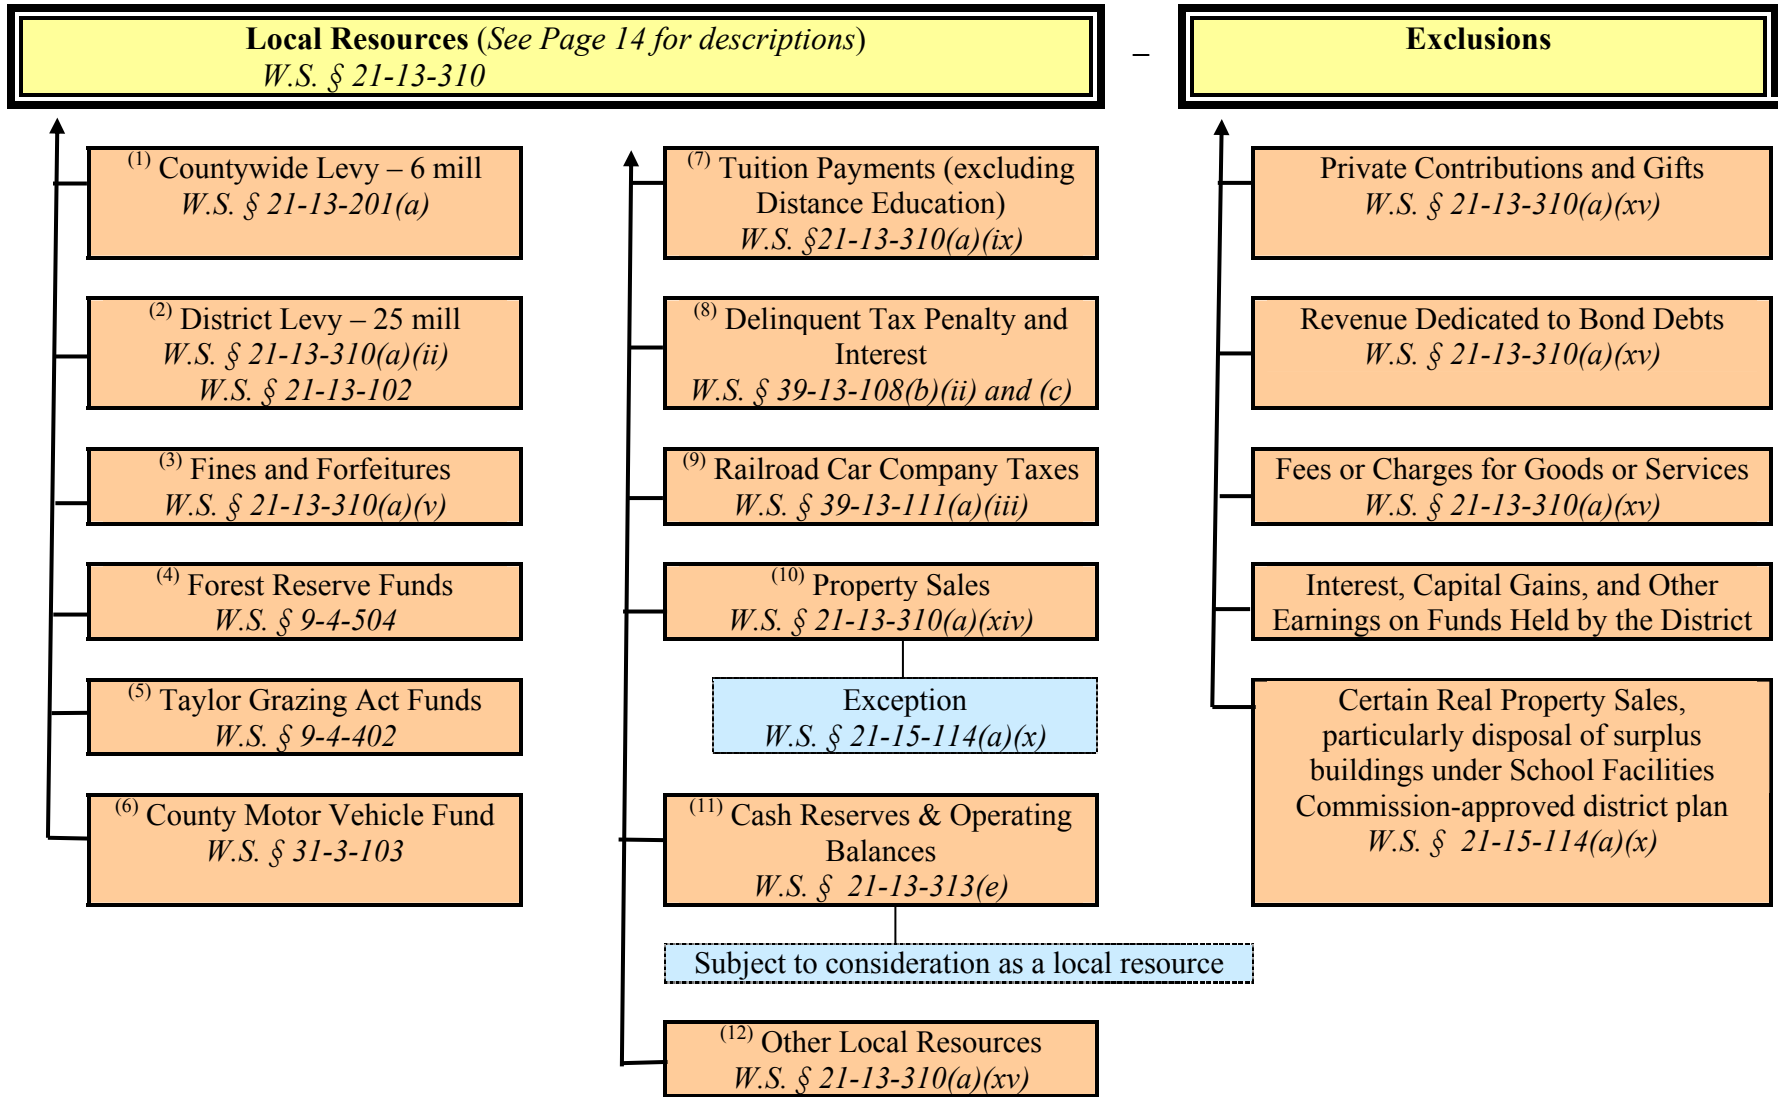 Local Resources (See Page 14 for descriptions)
W.S. § 21-13-310
–
Exclusions
(1) Countywide Levy – 6 mill
W.S. § 21-13-201(a)
(2) District Levy – 25 mill
W.S. § 21-13-310(a)(ii)
W.S. § 21-13-102
(3) Fines and Forfeitures
W.S. § 21-13-310(a)(v)
(4) Forest Reserve Funds
W.S. § 9-4-504
(5) Taylor Grazing Act Funds
W.S. § 9-4-402
(6) County Motor Vehicle Fund
W.S. § 31-3-103
(7) Tuition Payments (excluding
Distance Education)
W.S. §21-13-310(a)(ix)
(8) Delinquent Tax Penalty and
Interest
W.S. § 39-13-108(b)(ii) and (c)
(9) Railroad Car Company Taxes
W.S. § 39-13-111(a)(iii)
(10) Property Sales
W.S. § 21-13-310(a)(xiv)
Exception
W.S. § 21-15-114(a)(x)
(11) Cash Reserves & Operating
Balances
W.S. § 21-13-313(e)
Subject to consideration as a local resource
(12) Other Local Resources
W.S. § 21-13-310(a)(xv)
Private Contributions and Gifts
W.S. § 21-13-310(a)(xv)
Revenue Dedicated to Bond Debts
W.S. § 21-13-310(a)(xv)
Fees or Charges for Goods or Services
W.S. § 21-13-310(a)(xv)
Interest, Capital Gains, and Other
Earnings on Funds Held by the District
Certain Real Property Sales,
particularly disposal of surplus
buildings under School Facilities
Commission-approved district plan
W.S. § 21-15-114(a)(x)